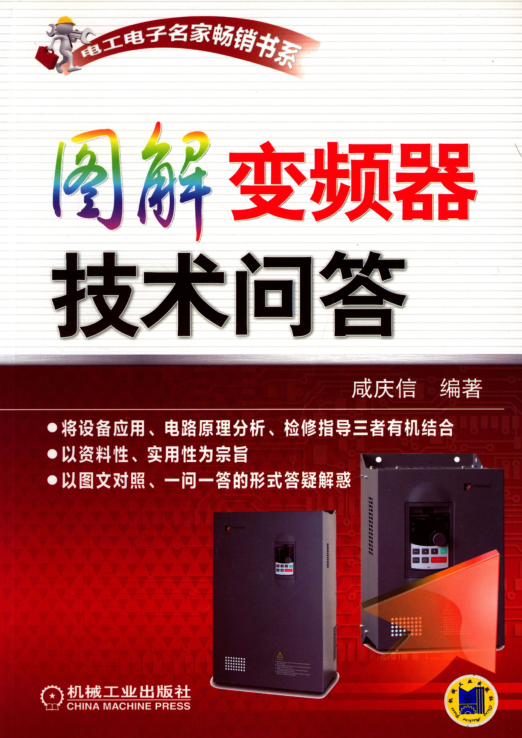 电工电子名家畅销书系
图解 变频器
技术问答
咸庆信 编著
●将设备应用、电路原理分析、检修指导三者有机结合
●以资料性、实用性为宗旨
●以图文对照、一问一答的形式答疑解惑
机械工业出版社
CHINA MACHINE PRESS